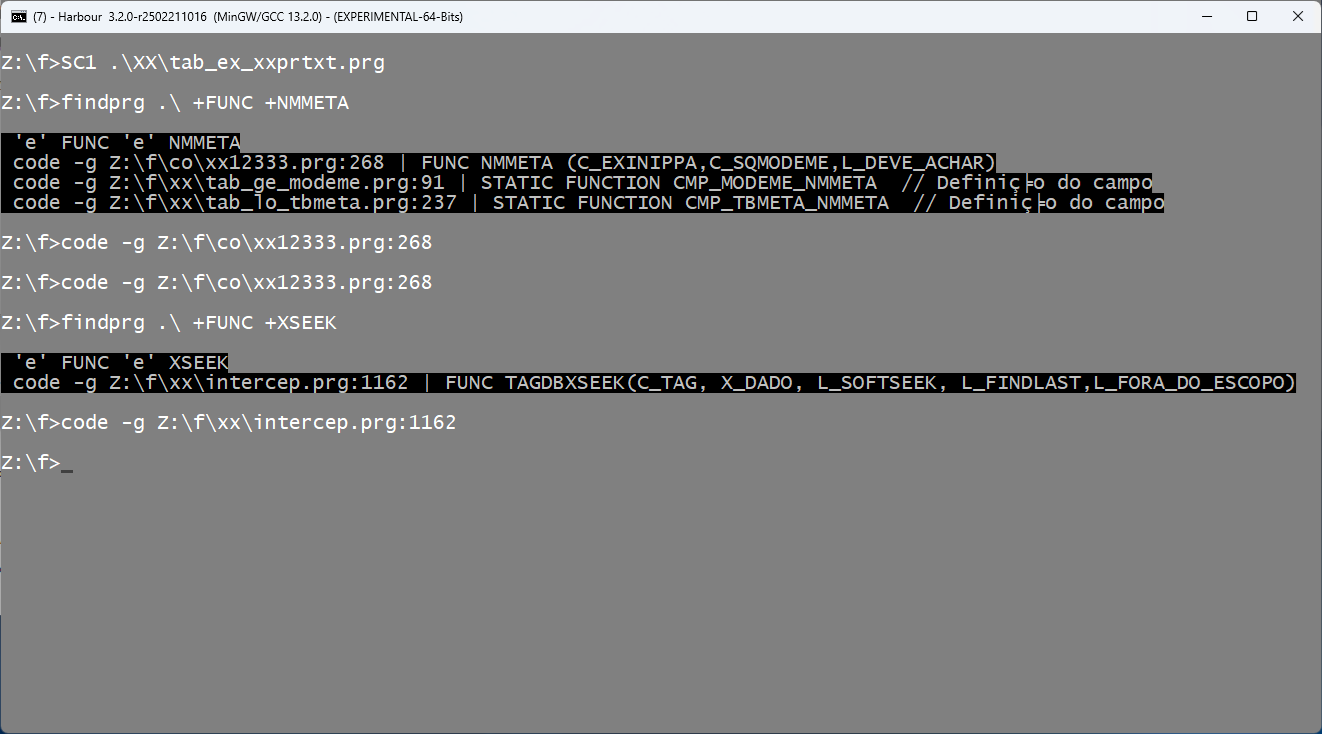 (7) - Harbour 3.2.0-r2502211016 (MinGW/GCC 13.2.0) - (EXPERIMENTAL-64-Bits)
Z:\f>SC1 .\XX\tab_ex_xxprtxt.prg
Z:\f>findprg .\ +FUNC +NMMETA
'e' FUNC 'e' NMMETA
code -g Z:\f\co\xx12333.prg:268 | FUNC NMMETA (C_EXINIPPA,C_SQMODEME,L_DEVE_ACHAR)
code -g Z:\f\xx\tab_ge_modeme.prg:91 | STATIC FUNCTION CMP_MODEME_NMMETA // Definiç╞o do campo
code -g Z:\f\xx\tab_lo_tbmeta.prg:237 | STATIC FUNCTION CMP_TBMETA_NMMETA // Definiç╞o do campo
Z:\f>code -g Z:\f\co\xx12333.prg:268
Z:\f>code -g Z:\f\co\xx12333.prg:268
Z:\f>findprg .\ +FUNC +XSEEK
'e' FUNC 'e' XSEEK
code -g Z:\f\xx\intercep.prg:1162 | FUNC TAGDBXSEEK(C_TAG, X_DADO, L_SOFTSEEK, L_FINDLAST,L_FORA_DO_ESCOPO)
Z:\f>code -g Z:\f\xx\intercep.prg:1162
Z:\f>_